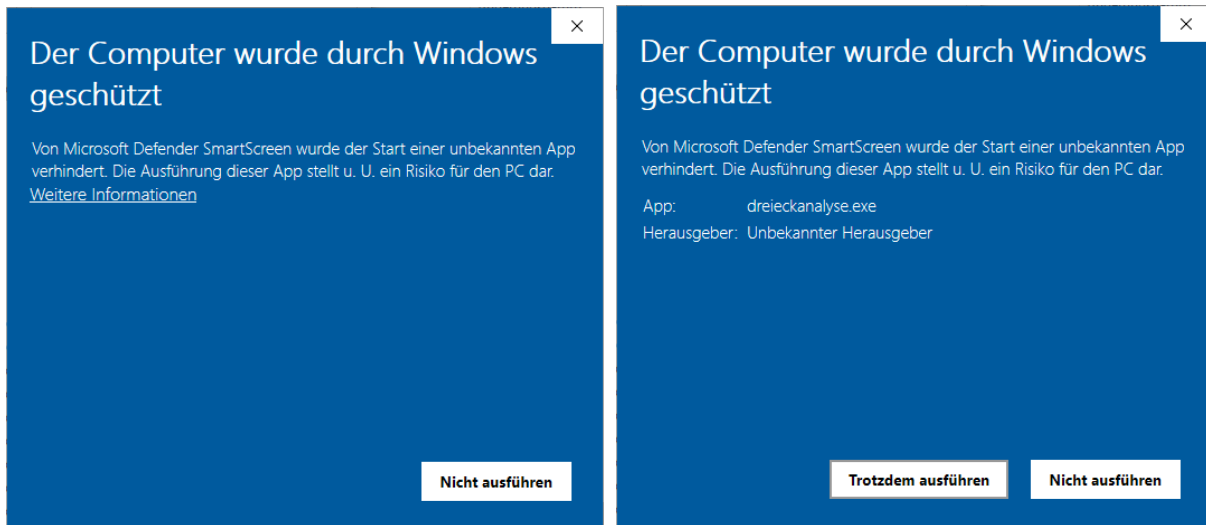 Der Computer wurde durch Windows
geschützt
Von Microsoft Defender SmartScreen wurde der Start einer unbekannten App
verhindert. Die Ausführung dieser App stellt u. U. ein Risiko für den PC dar.
Weitere Informationen
Nicht ausführen
Der Computer wurde durch Windows
geschützt
Von Microsoft Defender SmartScreen wurde der Start einer unbekannten App
verhindert. Die Ausführung dieser App stellt u. U. ein Risiko für den PC dar.
App: dreieckanalyse.exe
Herausgeber: Unbekannter Herausgeber
Trotzdem ausführen Nicht ausführen